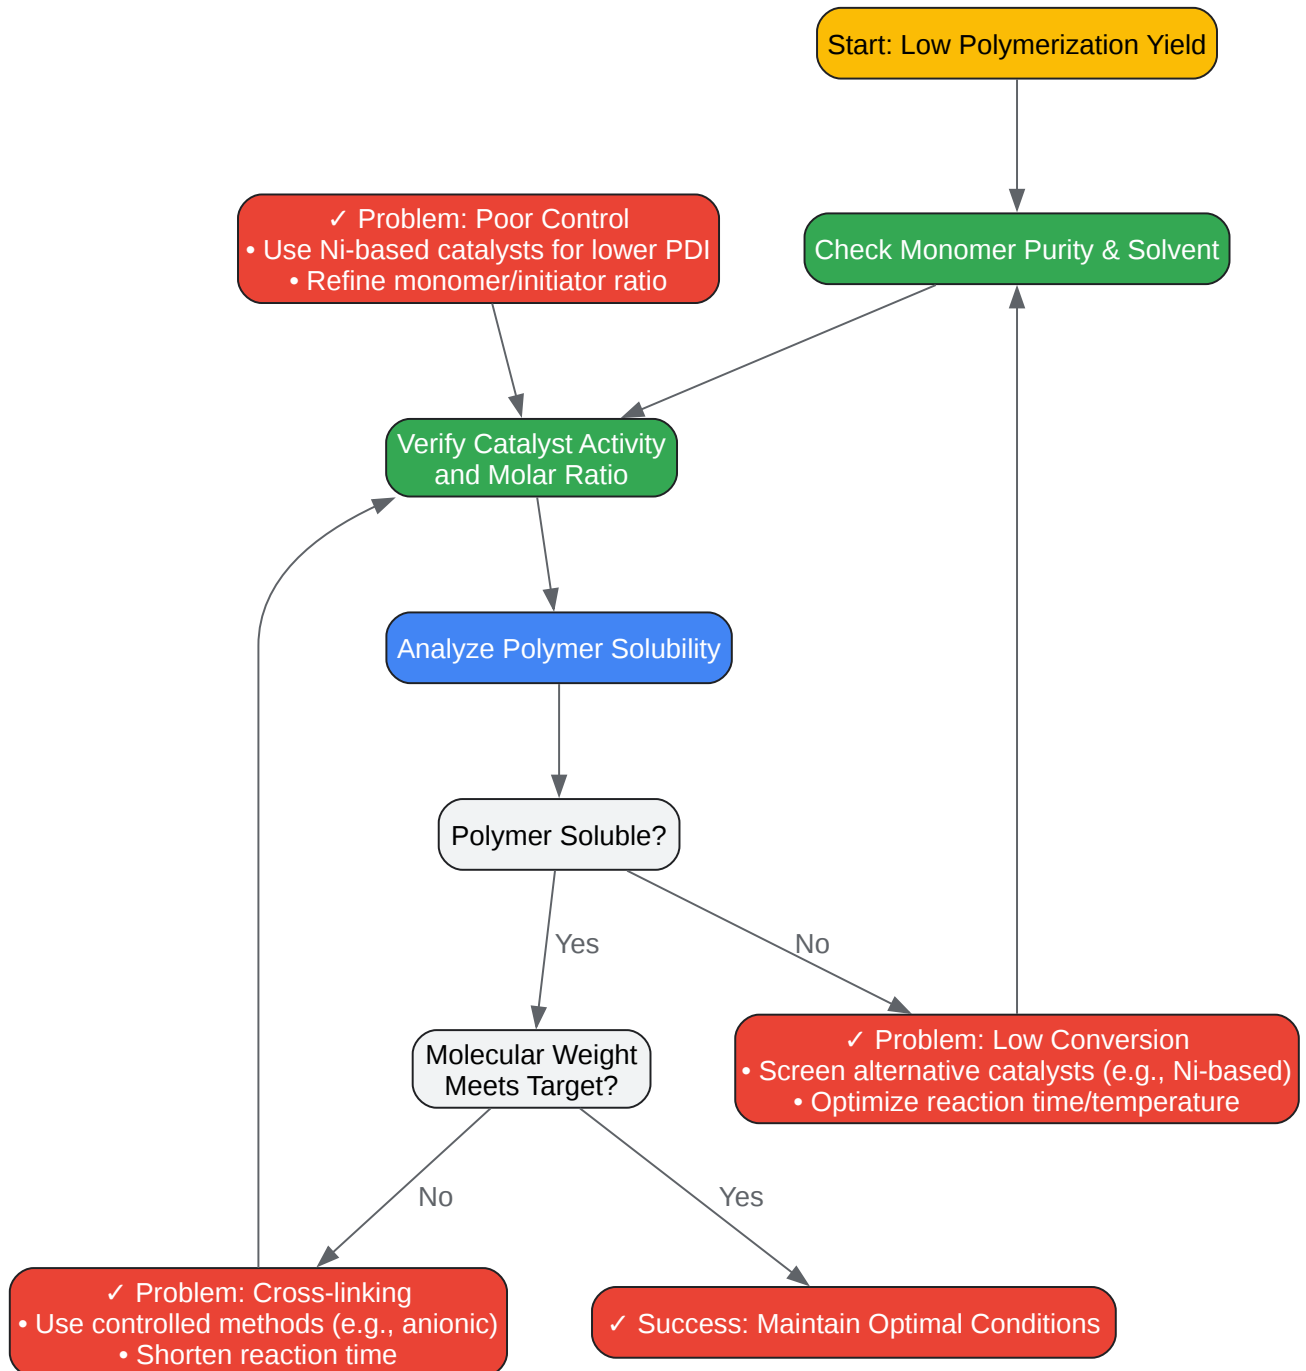 Start: Low Polymerization Yield
✓ Problem: Poor Control
• Use Ni-based catalysts for lower PDI
• Refine monomer/initiator ratio
Check Monomer Purity & Solvent
Verify Catalyst Activity
and Molar Ratio
Analyze Polymer Solubility
Polymer Soluble?
Yes
No
Molecular Weight
Meets Target?
✓ Problem: Low Conversion
• Screen alternative catalysts (e.g., Ni-based)
• Optimize reaction time/temperature
No
Yes
✓ Problem: Cross-linking
• Use controlled methods (e.g., anionic)
• Shorten reaction time
✓ Success: Maintain Optimal Conditions